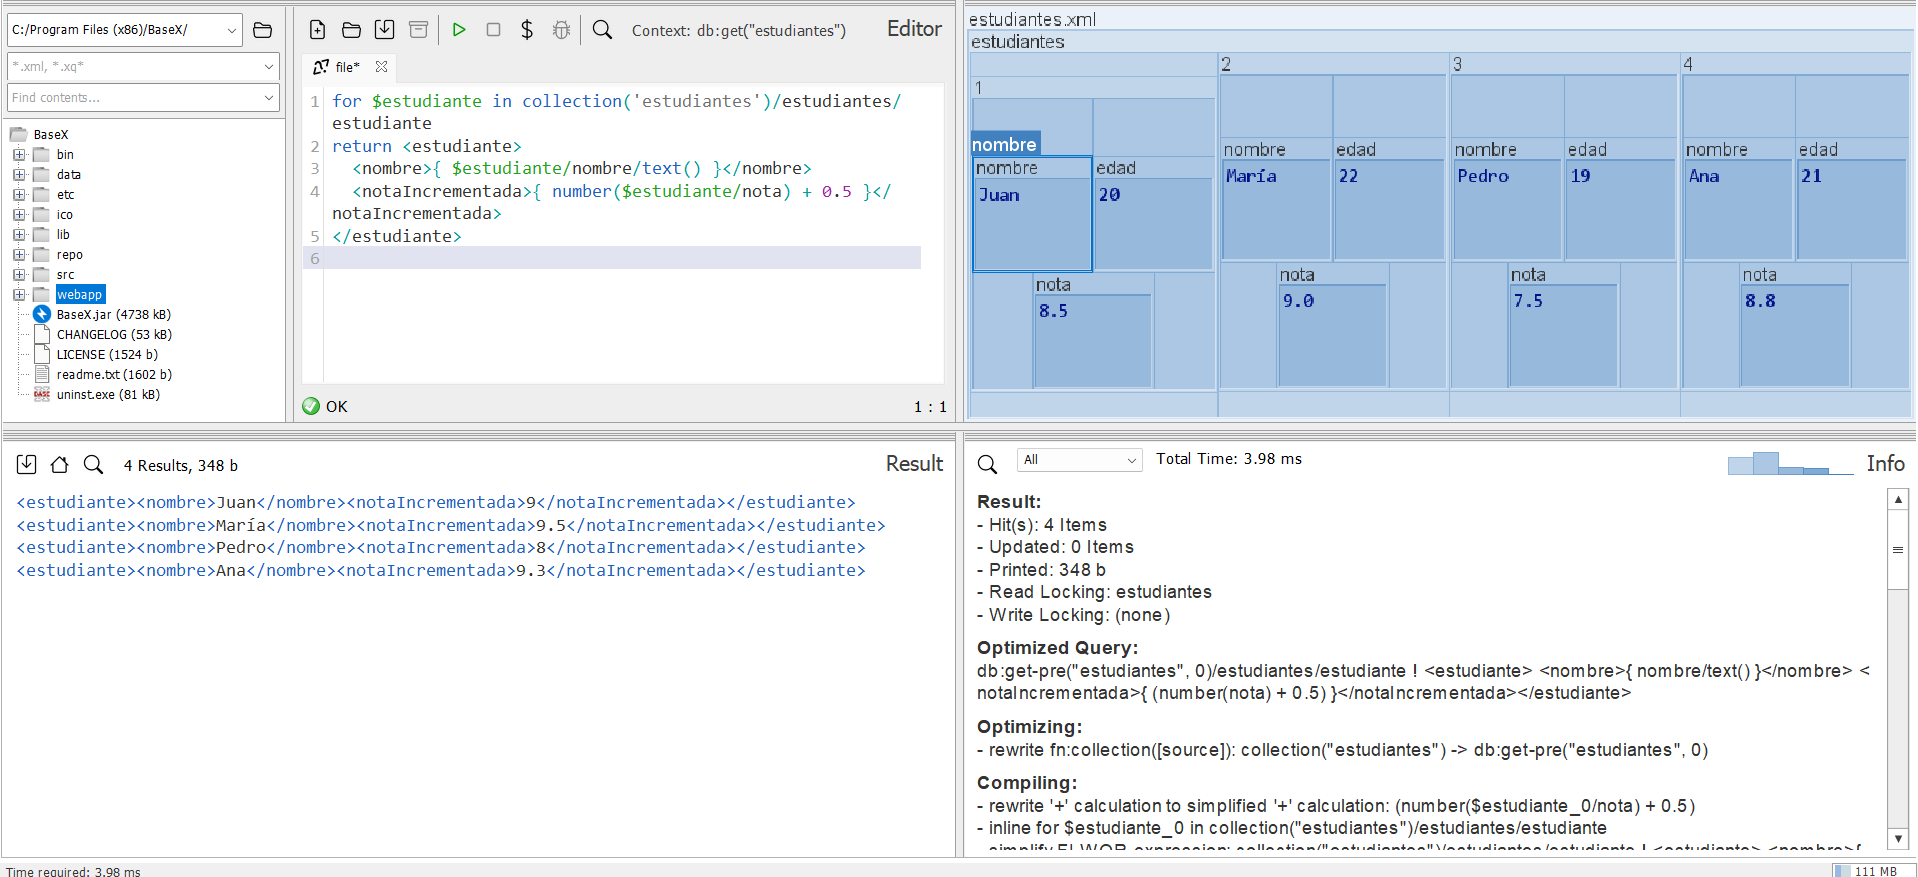 C:/Program Files (x86)/BaseX/
*.xml, *.xq*
Find contents...
BaseX
bin
data
etc
ico
lib
repo
src
webapp
BaseX.jar (4738 kB)
CHANGELOG (53 kB)
LICENSE (1524 b)
readme.txt (1602 b)
uninst.exe (81 kB)
Context: db:get("estudiantes")
Editor
file*
1 for $estudiante in collection('estudiantes')/estudiantes/
estudiante
2 return <estudiante>
3 <nombre>{ $estudiante/nombre/text() }</nombre>
4 <notaIncrementada>{ number($estudiante/nota) + 0.5 }</
notaIncrementada>
5 </estudiante>
6
OK
1 : 1
estudiantes.xml
estudiantes
1
nombre
nombre
Juan
edad
20
nota
8.5
2
nombre
María
edad
22
nota
9.0
3
nombre
Pedro
edad
19
nota
7.5
4
nombre
Ana
edad
21
nota
8.8
4 Results, 348 b
Result
<estudiante><nombre>Juan</nombre><notaIncrementada>9</notaIncrementada></estudiante>
<estudiante><nombre>María</nombre><notaIncrementada>9.5</notaIncrementada></estudiante>
<estudiante><nombre>Pedro</nombre><notaIncrementada>8</notaIncrementada></estudiante>
<estudiante><nombre>Ana</nombre><notaIncrementada>9.3</notaIncrementada></estudiante>
All
Total Time: 3.98 ms
Info
Result:
- Hit(s): 4 Items
- Updated: 0 Items
- Printed: 348 b
- Read Locking: estudiantes
- Write Locking: (none)
Optimized Query:
db:get-pre("estudiantes", 0)/estudiantes/estudiante ! <estudiante> <nombre>{ nombre/text() }</nombre> <
notaIncrementada>{ (number(nota) + 0.5) }</notaIncrementada></estudiante>
Optimizing:
- rewrite fn:collection([source]): collection("estudiantes") -> db:get-pre("estudiantes", 0)
Compiling:
- rewrite '+' calculation to simplified '+' calculation: (number($estudiante_0/nota) + 0.5)
- inline for $estudiante_0 in collection("estudiantes")/estudiantes/estudiante
- simplify FLWOR expression: collection("estudiantes")/estudiantes/estudiante ! <estudiante> <nombre>{
Time required: 3.98 ms
111 MB